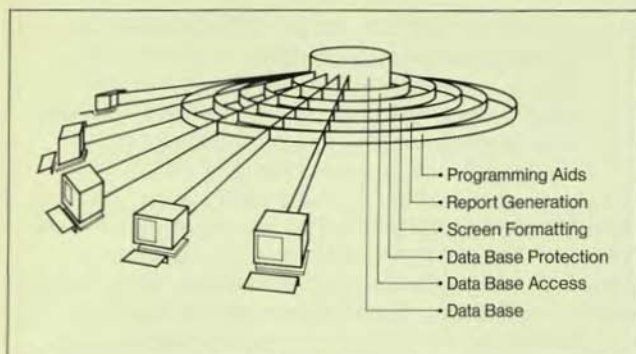 Programming Aids
Report Generation
Screen Formatting
Data Base Protection
Data Base Access
Data Base